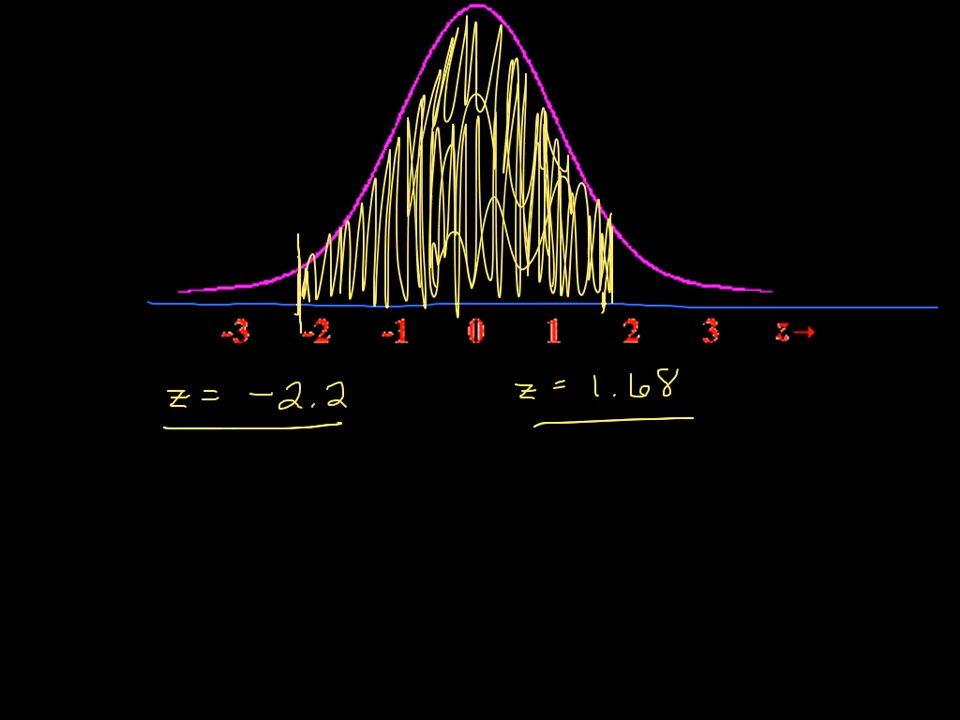 -3 -2 -1 0 1 2 3 z→
z = -2.2 z = 1.68